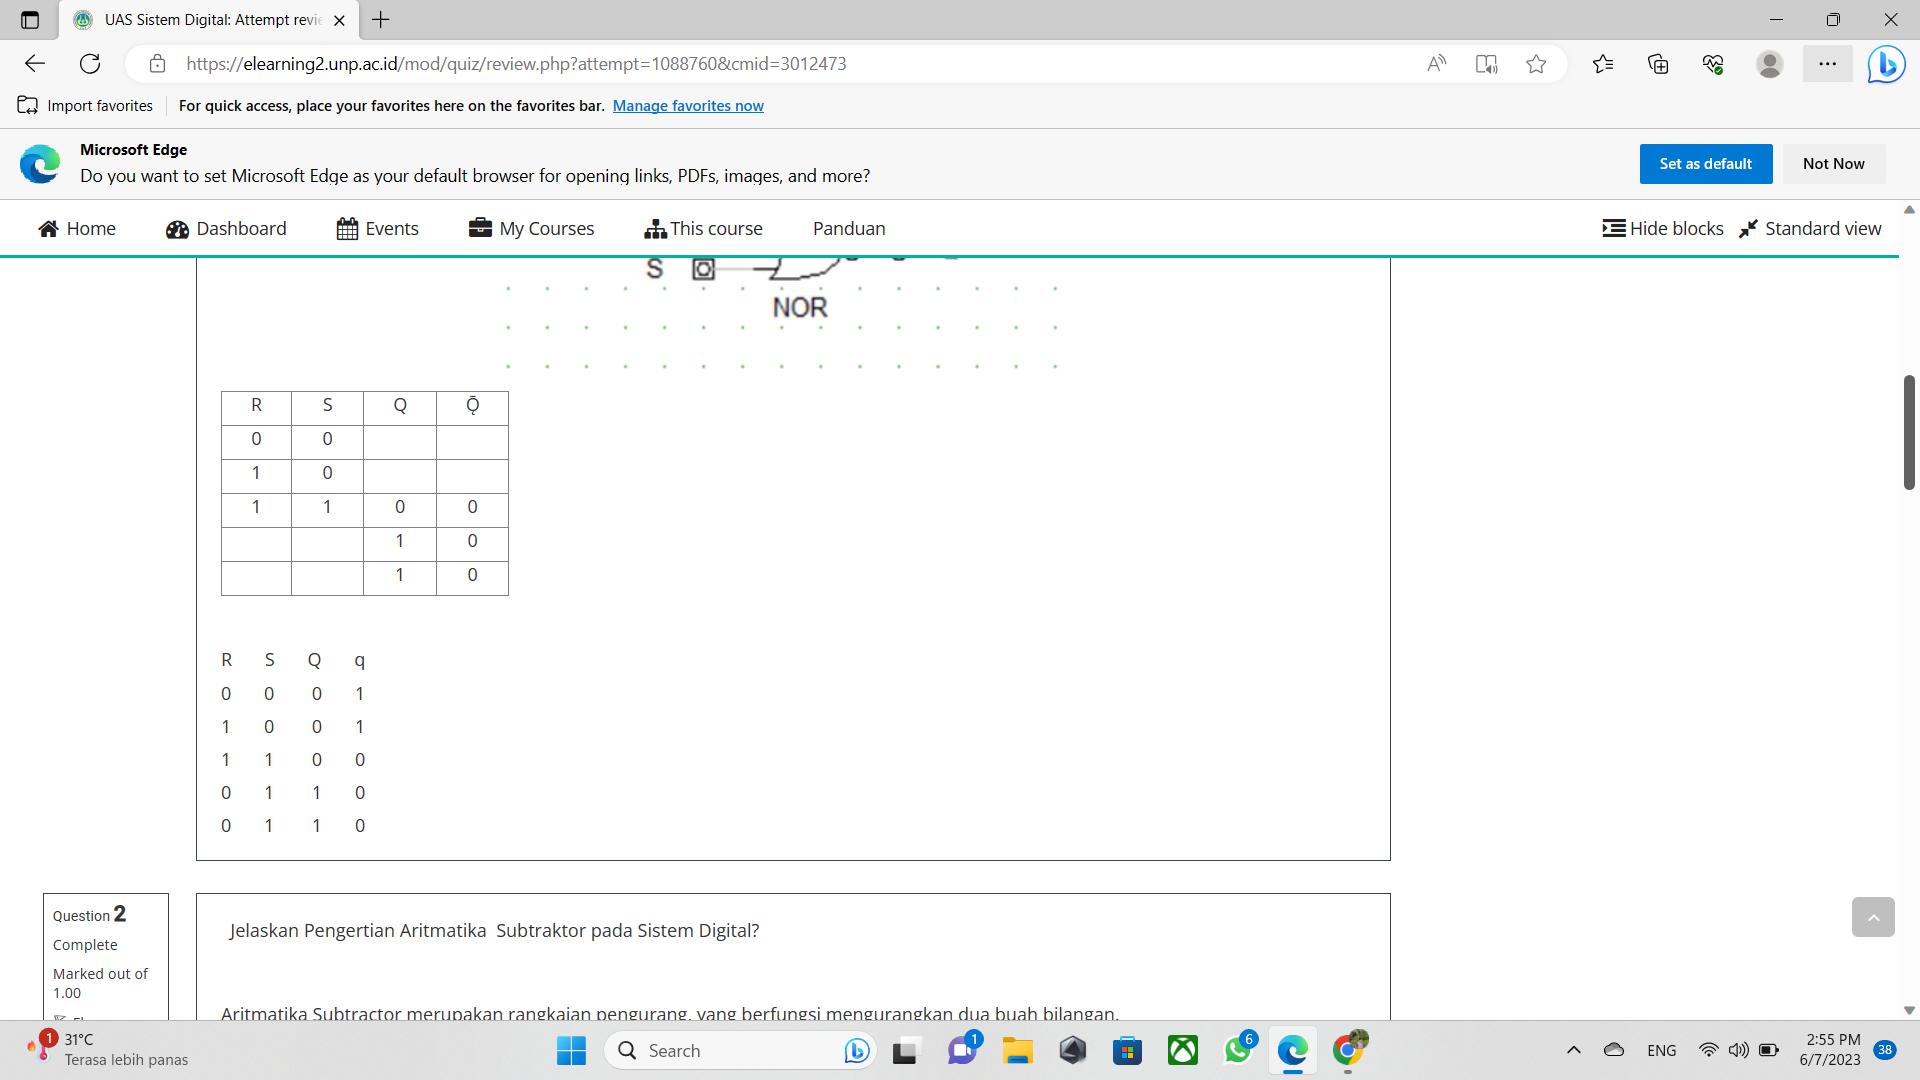 UAS Sistem Digital: Attempt revie
https://elearning2.unp.ac.id/mod/quiz/review.php?attempt=1088760&cmid=3012473
Import favorites For quick access, place your favorites here on the favorites bar. Manage favorites now
Microsoft Edge
Do you want to set Microsoft Edge as your default browser for opening links, PDFs, images, and more?
Set as default Not Now
Home Dashboard Events My Courses This course Panduan Hide blocks Standard view
S
NOR
R S Q Q̄
0 0
1 0
1 1 0 0
1 0
1 0
R S Q q
0 0 0 1
1 0 0 1
1 1 0 0
0 1 1 0
0 1 1 0
Question 2
Complete
Marked out of
1.00
Jelaskan Pengertian Aritmatika Subtraktor pada Sistem Digital?
Aritmatika Subtractor merupakan rangkaian pengurang, yang berfungsi mengurangkan dua buah bilangan.
1 31°C
Terasa lebih panas
Search
1
6
ENG
2:55 PM
6/7/2023
38